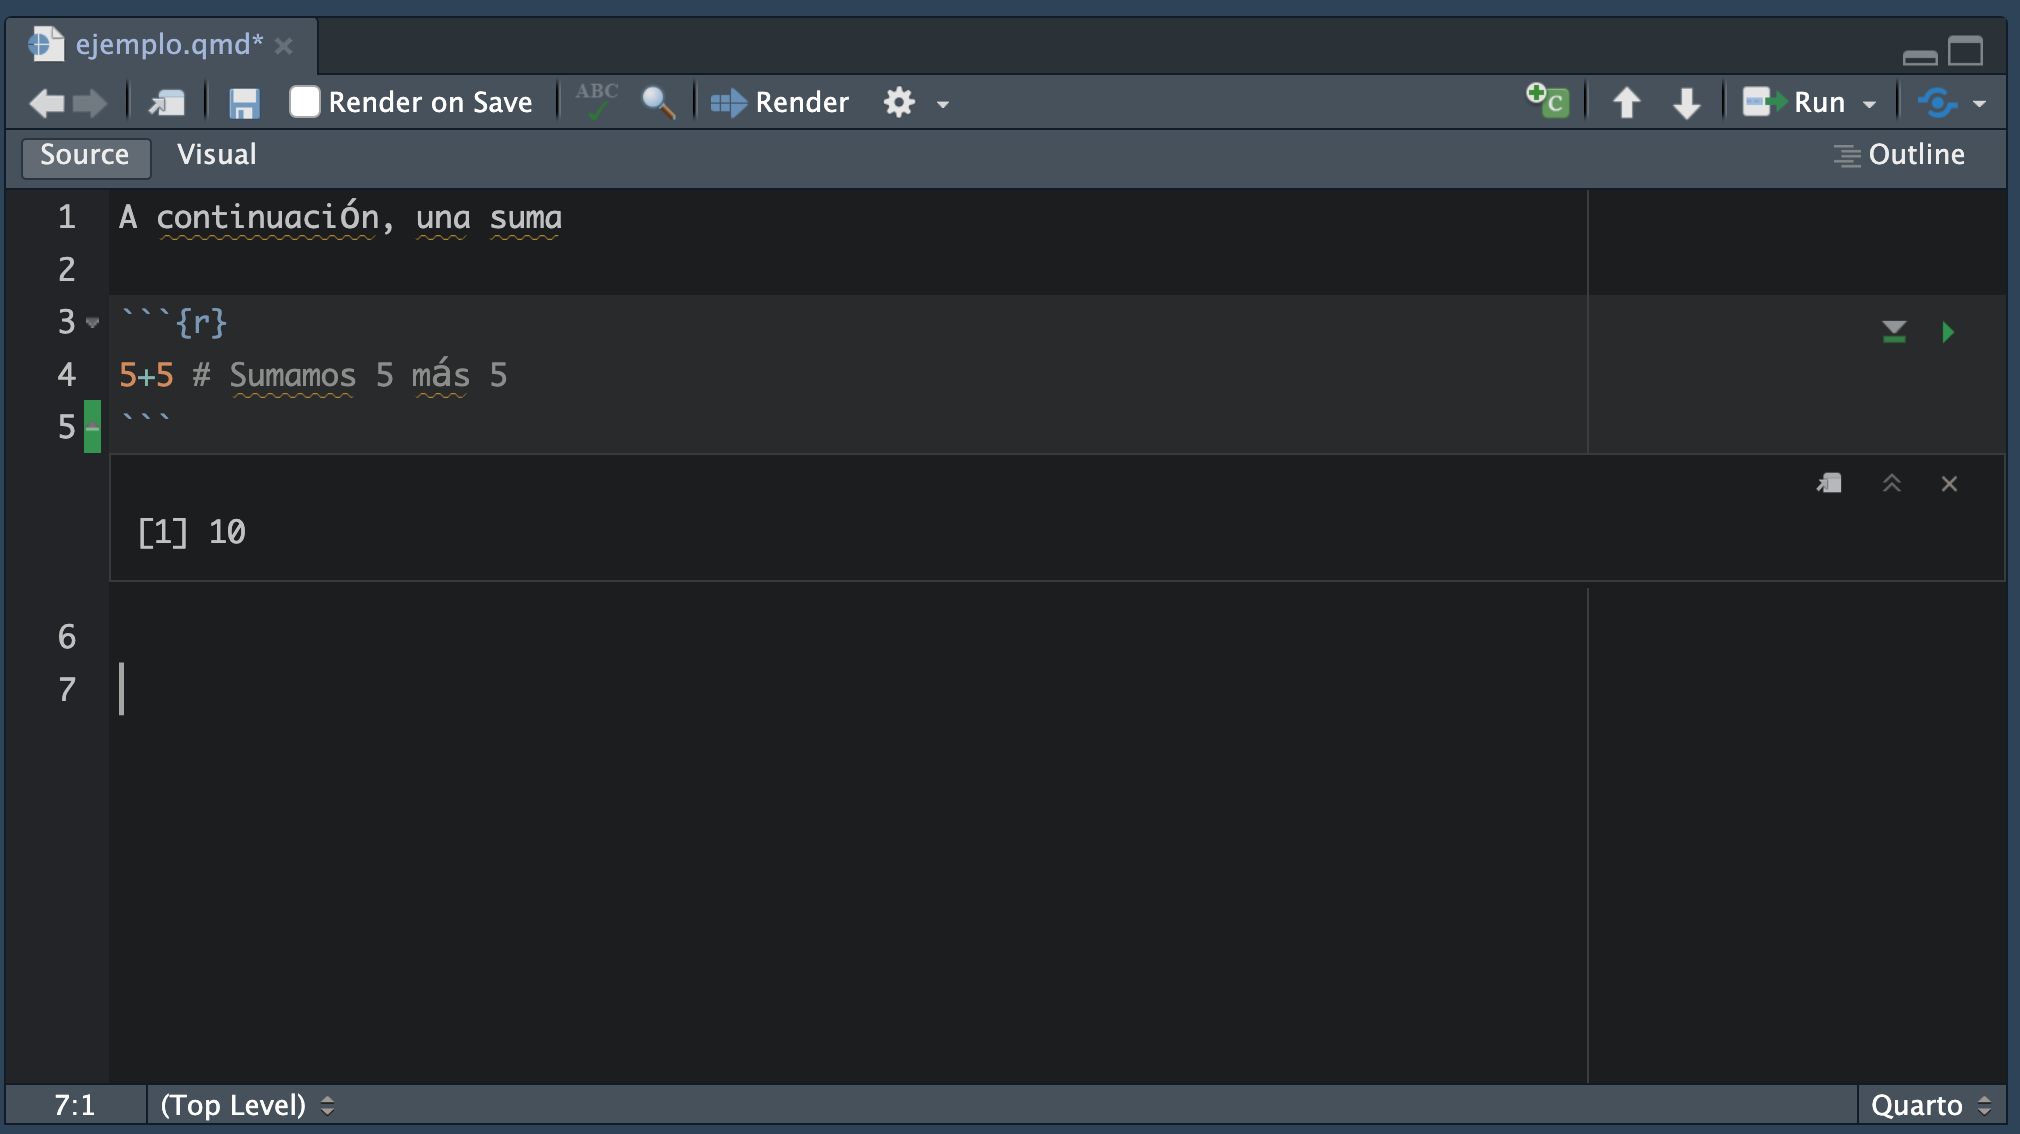 ejemplo.qmd*
Render on Save ABC Render C Run
Source Visual Outline
1 A continuación, una suma
2
3 ```{r}
4 5+5 # Sumamos 5 más 5
5 ```
[1] 10
6
7
7:1 (Top Level) Quarto